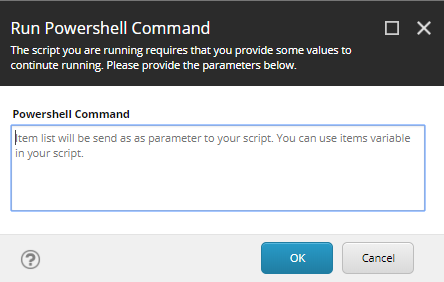 Run Powershell Command
The script you are running requires that you provide some values to
continue running. Please provide the parameters below.
Powershell Command
Item list will be send as as parameter to your script. You can use items variable
in your script.
?
OK
Cancel